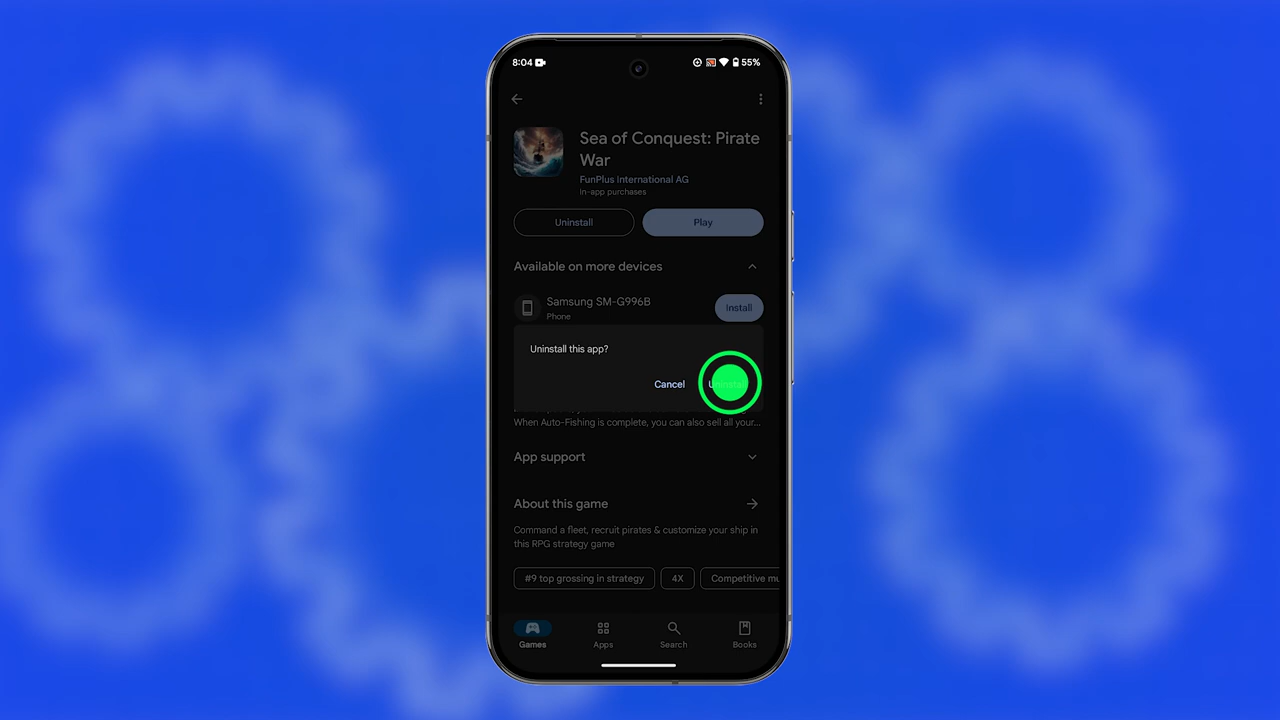 8:04
55%
Sea of Conquest: Pirate
War
FunPlus International AG
In-app purchases
Uninstall
Play
Available on more devices
Samsung SM-G996B
Install
Phone
Uninstall this app?
Cancel
When Auto-Fishing is complete, you can also sell all your...
App support
About this game
Command a fleet, recruit pirates & customize your ship in
this RPG strategy game
#9 top grossing in strategy
4X
Competitive mu
Games
Apps
Search
Books